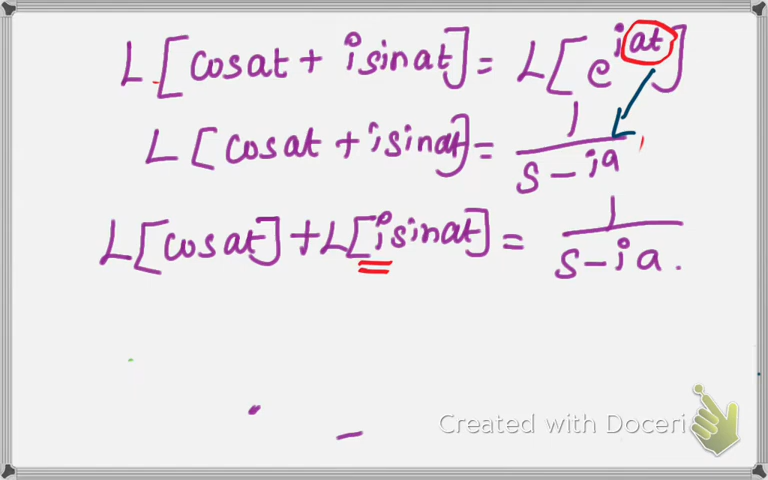 L[cosat + isinat] = L[e^{iat}]
L[cosat + isinat] = 1/(s-ia)
L[cosat] + L[isinat] = 1/(s-ia).
Created with Doceri